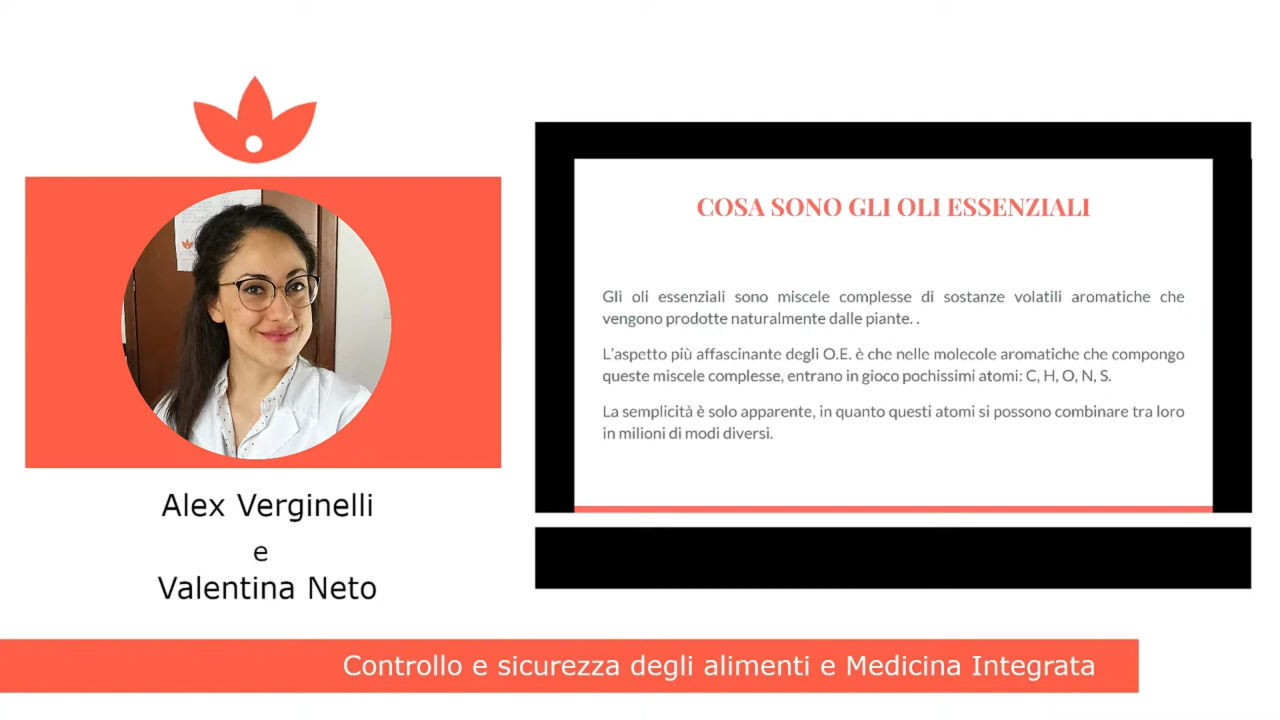 Alex Verginelli
e
Valentina Neto
COSA SONO GLI OLI ESSENZIALI
Gli oli essenziali sono miscele complesse di sostanze volatili aromatiche che
vengono prodotte naturalmente dalle piante. .
L'aspetto più affascinante degli O.E. è che nelle molecole aromatiche che compongo
queste miscele complesse, entrano in gioco pochissimi atomi: C, H, O, N, S.
La semplicità è solo apparente, in quanto questi atomi si possono combinare tra loro
in milioni di modi diversi.
Controllo e sicurezza degli alimenti e Medicina Integrata